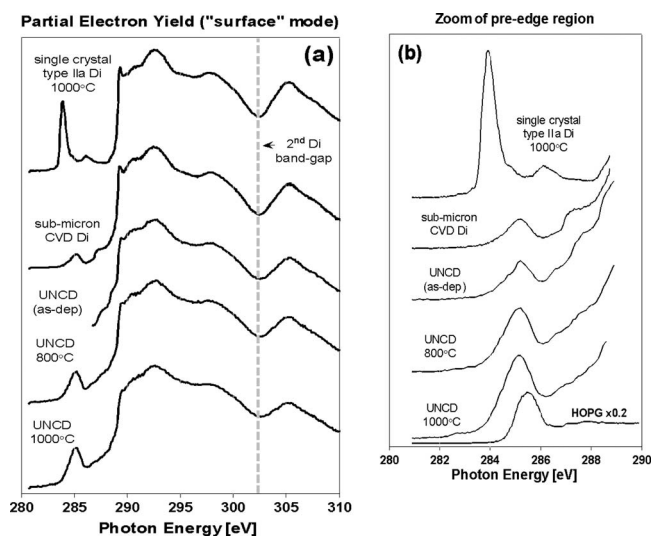 Partial Electron Yield ("surface" mode)
(a)
single crystal
type IIa Di
1000°C
2nd Di
band-gap
sub-micron
CVD Di
UNCD
(as-dep)
UNCD
800°C
UNCD
1000°C
280 285 290 295 300 305 310
Photon Energy [eV]
Zoom of pre-edge region
(b)
single crystal
type IIa Di
1000°C
sub-micron
CVD Di
UNCD
(as-dep)
UNCD
800°C
UNCD
1000°C
HOPG x0.2
280 282 284 286 288 290
Photon Energy [eV]